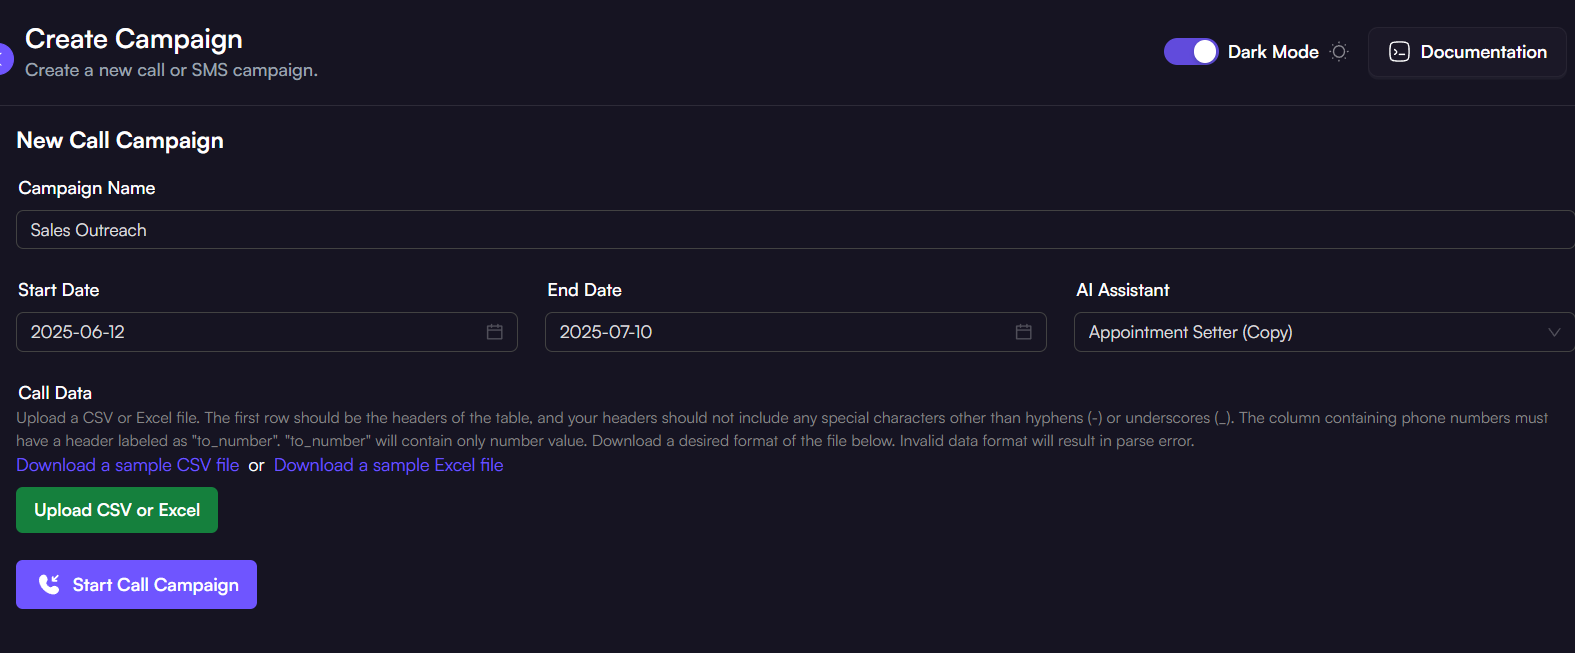 Create Campaign
Create a new call or SMS campaign.
Dark Mode
Documentation
New Call Campaign
Campaign Name
Sales Outreach
Start Date
End Date
AI Assistant
2025-06-12
2025-07-10
Appointment Setter (Copy)
Call Data
Upload a CSV or Excel file. The first row should be the headers of the table, and your headers should not include any special characters other than hyphens (-) or underscores (_). The column containing phone numbers must
have a header labeled as "to_number". "to_number" will contain only number value. Download a desired format of the file below. Invalid data format will result in parse error.
Download a sample CSV file or Download a sample Excel file
Upload CSV or Excel
Start Call Campaign